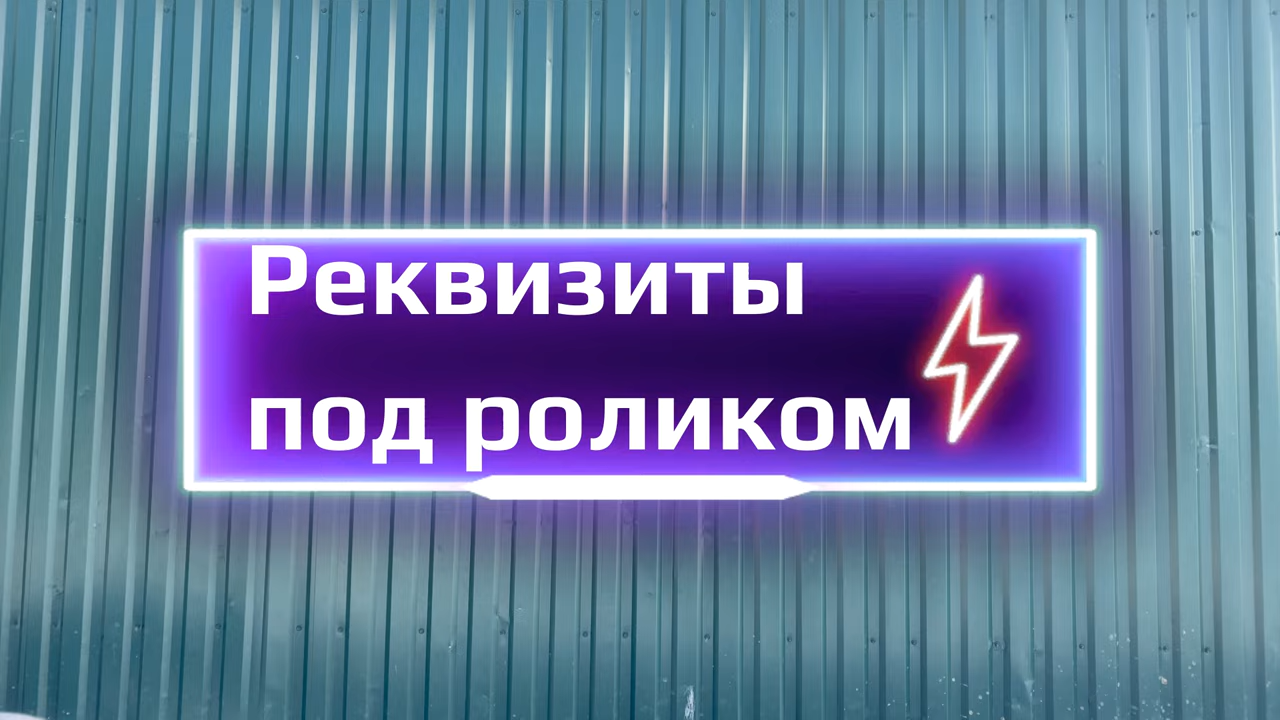 Реквизиты
под роликом